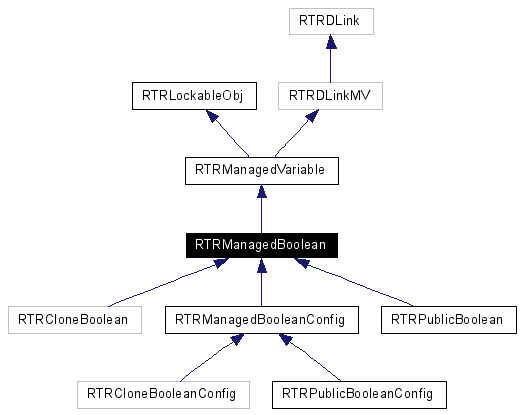 RTRDLink
RTRLockableObj
RTRDLinkMV
RTRManagedVariable
RTRManagedBoolean
RTRCloneBoolean
RTRManagedBooleanConfig
RTRPublicBoolean
RTRCloneBooleanConfig
RTRPublicBooleanConfig